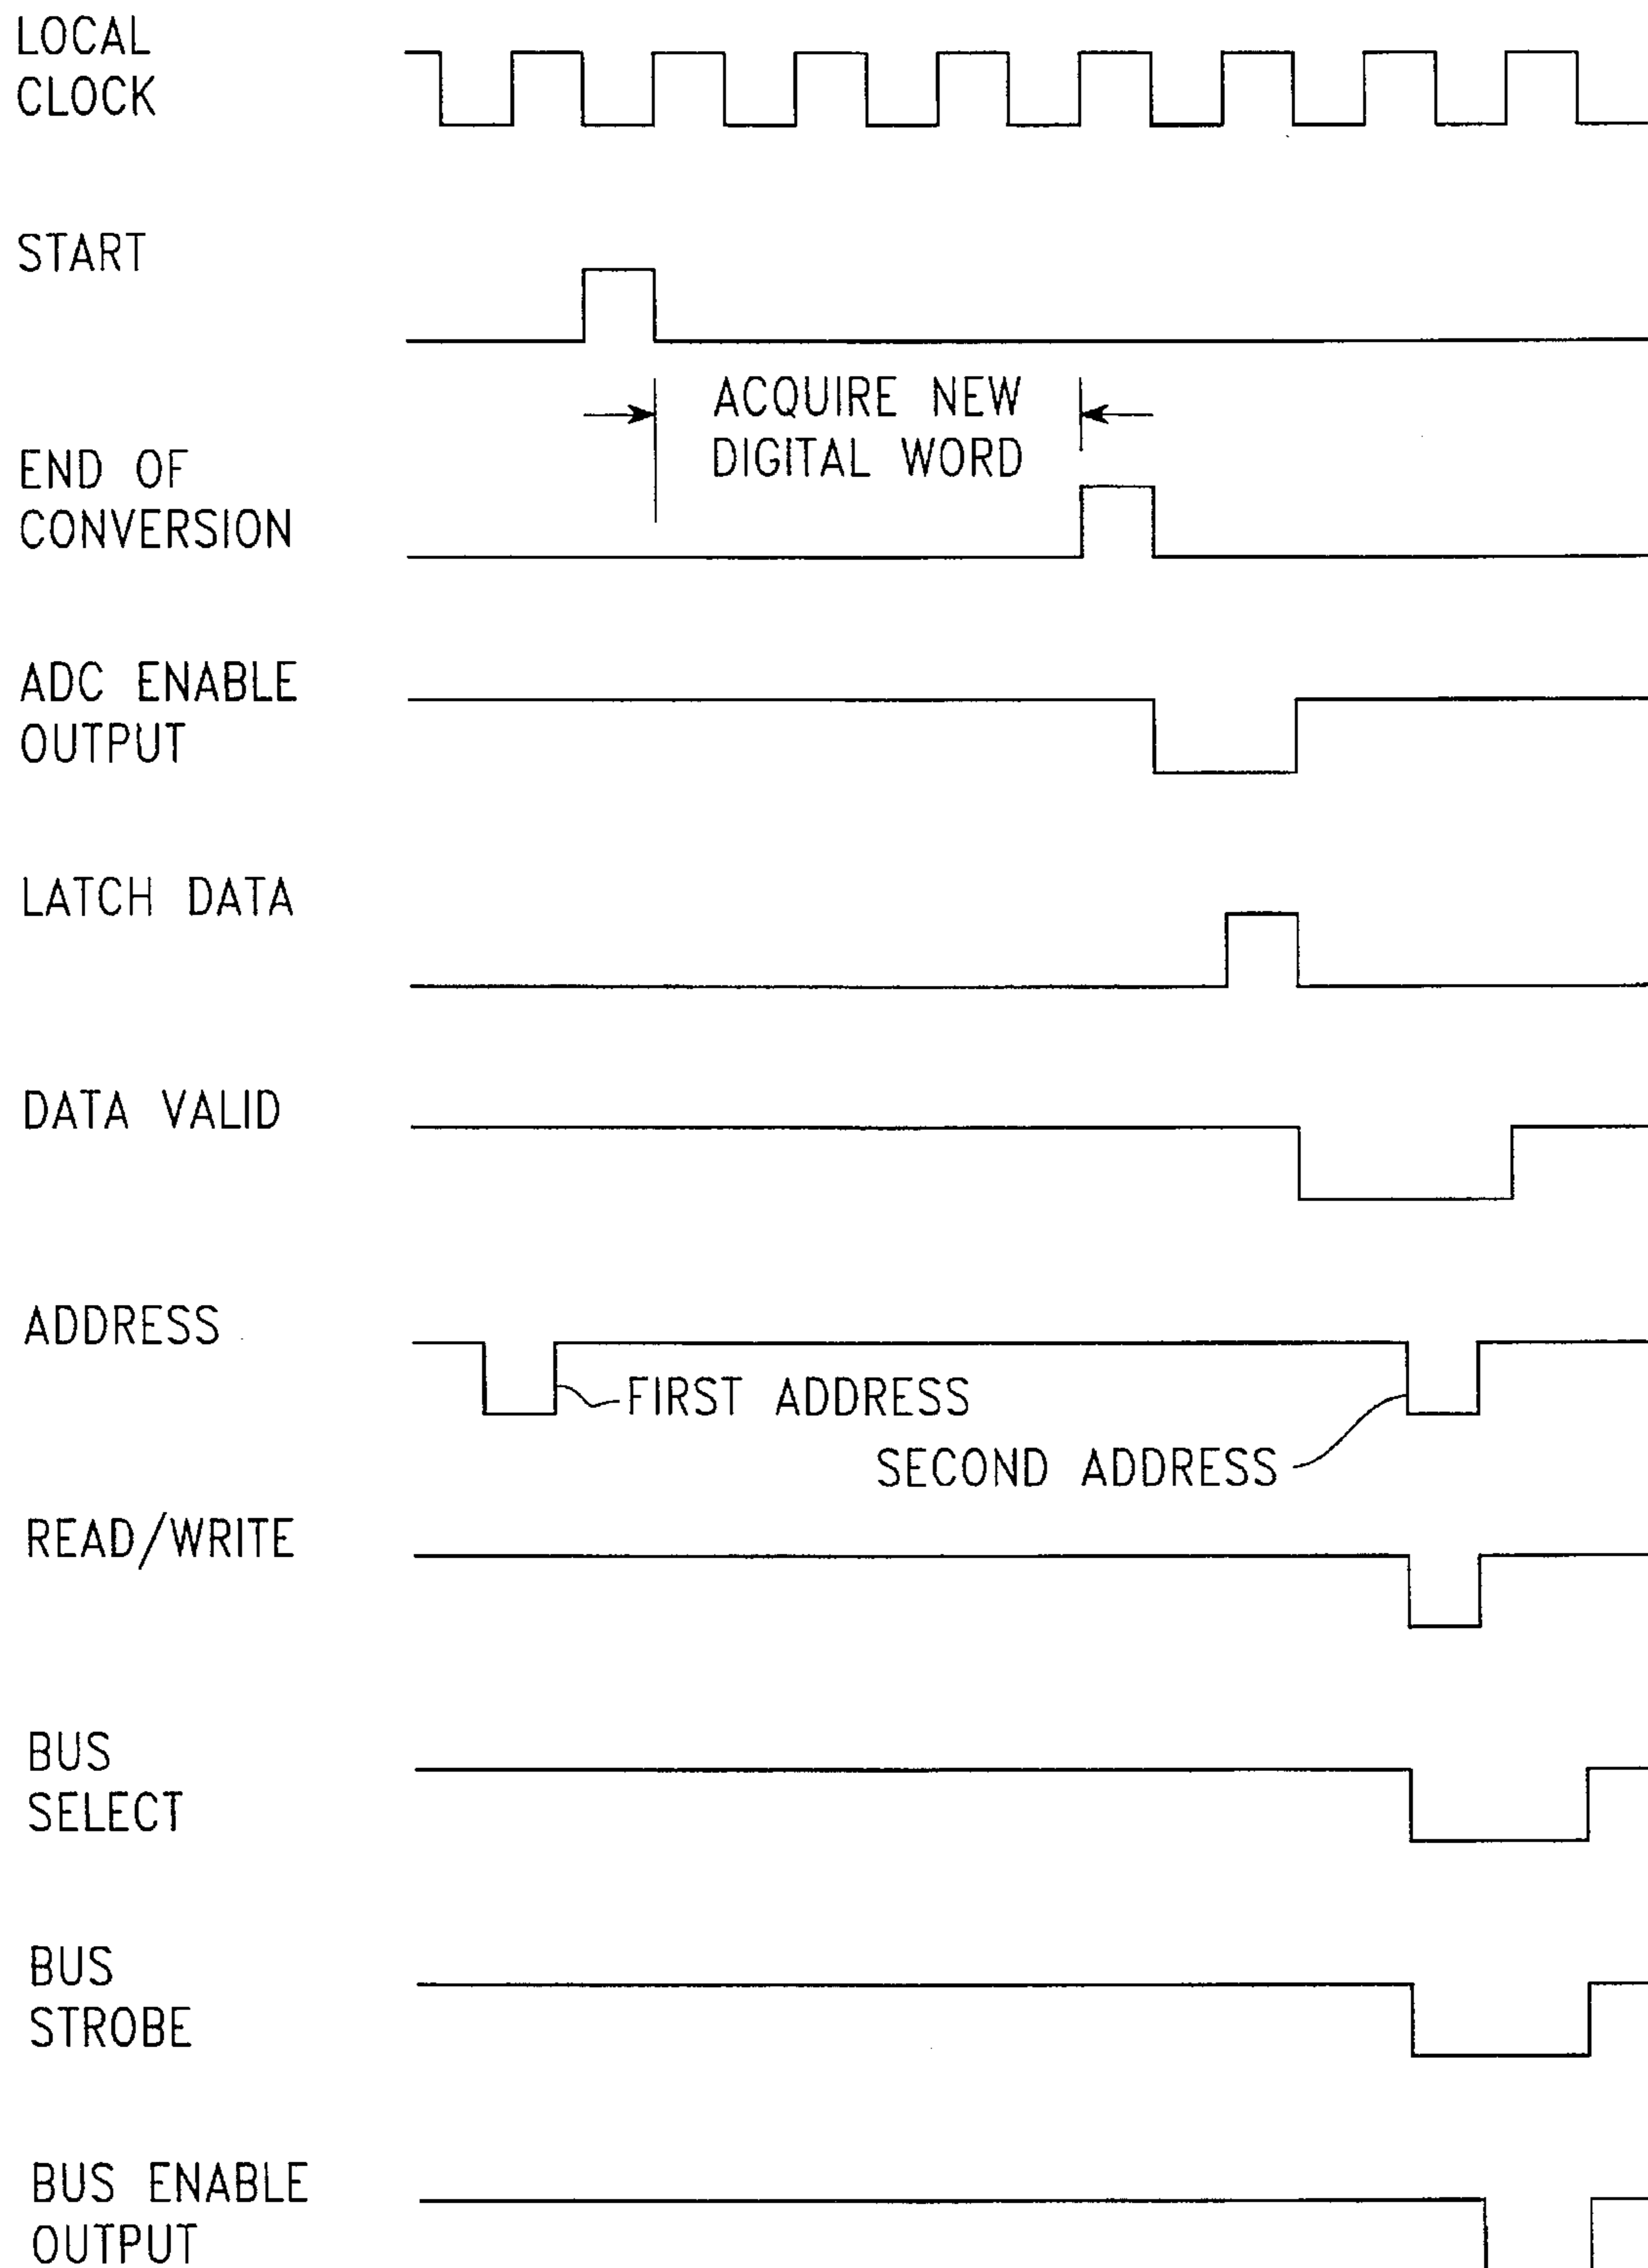 LOCAL
CLOCK
START
ACQUIRE NEW
DIGITAL WORD
END OF
CONVERSION
ADC ENABLE
OUTPUT
LATCH DATA
DATA VALID
ADDRESS
FIRST ADDRESS
SECOND ADDRESS
READ/WRITE
BUS
SELECT
BUS
STROBE
BUS ENABLE
OUTPUT